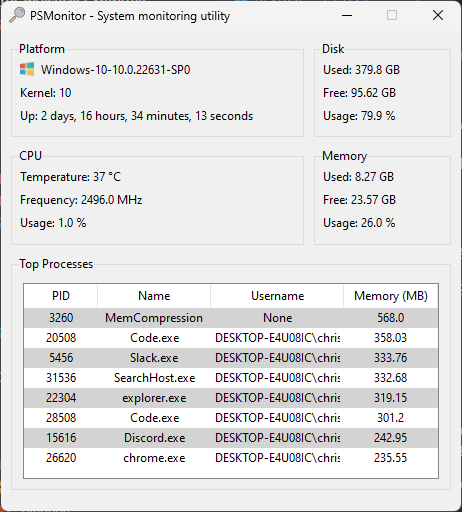 PSMonitor - System monitoring utility
Platform
Windows-10-10.0.22631-SP0
Kernel: 10
Up: 2 days, 16 hours, 34 minutes, 13 seconds
Disk
Used: 379.8 GB
Free: 95.62 GB
Usage: 79.9 %
CPU
Temperature: 37 °C
Frequency: 2496.0 MHz
Usage: 1.0 %
Memory
Used: 8.27 GB
Free: 23.57 GB
Usage: 26.0 %
Top Processes
PID Name Username Memory (MB)
3260 MemCompression None 568.0
20508 Code.exe DESKTOP-E4U08IC\chris 358.03
5456 Slack.exe DESKTOP-E4U08IC\chris 333.76
31536 SearchHost.exe DESKTOP-E4U08IC\chris 332.68
22304 explorer.exe DESKTOP-E4U08IC\chris 319.15
28508 Code.exe DESKTOP-E4U08IC\chris 301.2
15616 Discord.exe DESKTOP-E4U08IC\chris 242.95
26620 chrome.exe DESKTOP-E4U08IC\chris 235.55